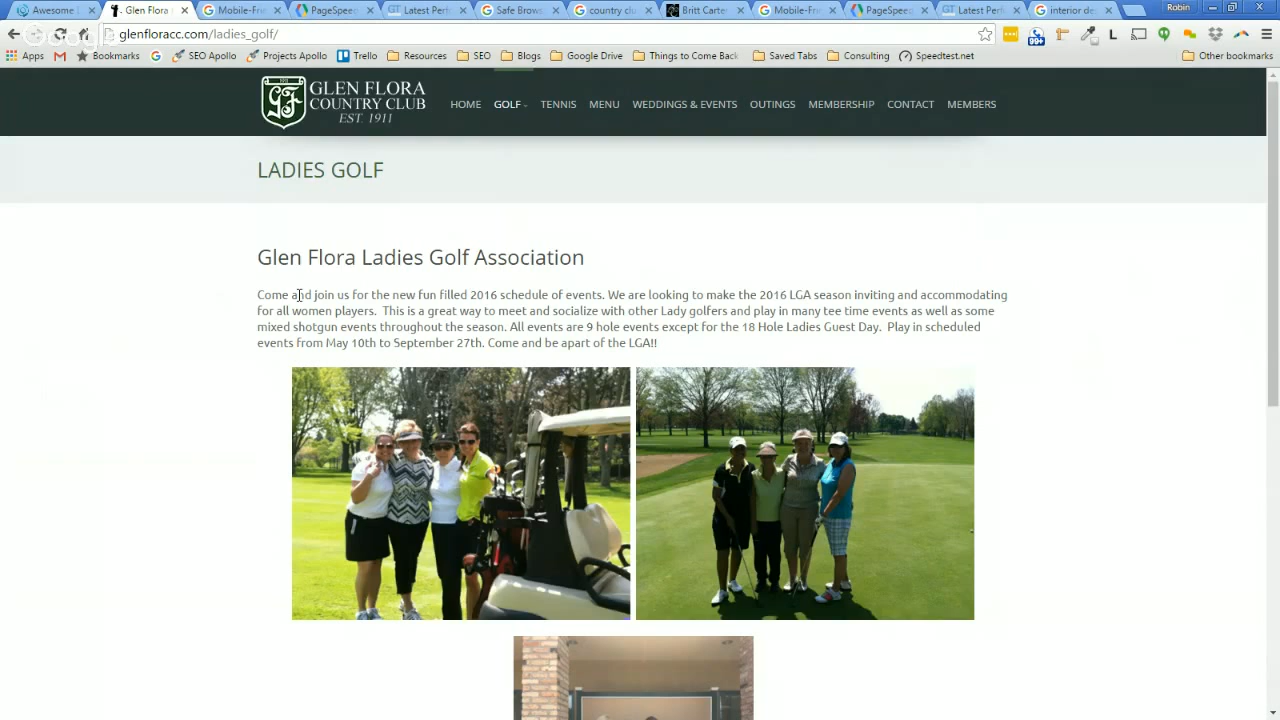 Awesome
Glen Flora
Mobile-Fri
PageSpeed
Latest Perf
Safe Brows
country clu
Britt Carter
Mobile-Fri
PageSpeed
Latest Perf
interior de
Robin
glenfloracc.com/ladies_golf/
99+
Apps
Bookmarks
SEO Apollo
Projects Apollo
Trello
Resources
SEO
Blogs
Google Drive
Things to Come Back
Saved Tabs
Consulting
Speedtest.net
Other bookmarks
GF
GLEN FLORA
COUNTRY CLUB
EST. 1911
HOME GOLF TENNIS MENU WEDDINGS & EVENTS OUTINGS MEMBERSHIP CONTACT MEMBERS
LADIES GOLF
Glen Flora Ladies Golf Association
Come and join us for the new fun filled 2016 schedule of events. We are looking to make the 2016 LGA season inviting and accommodating
for all women players. This is a great way to meet and socialize with other Lady golfers and play in many tee time events as well as some
mixed shotgun events throughout the season. All events are 9 hole events except for the 18 Hole Ladies Guest Day. Play in scheduled
events from May 10th to September 27th. Come and be apart of the LGA!!